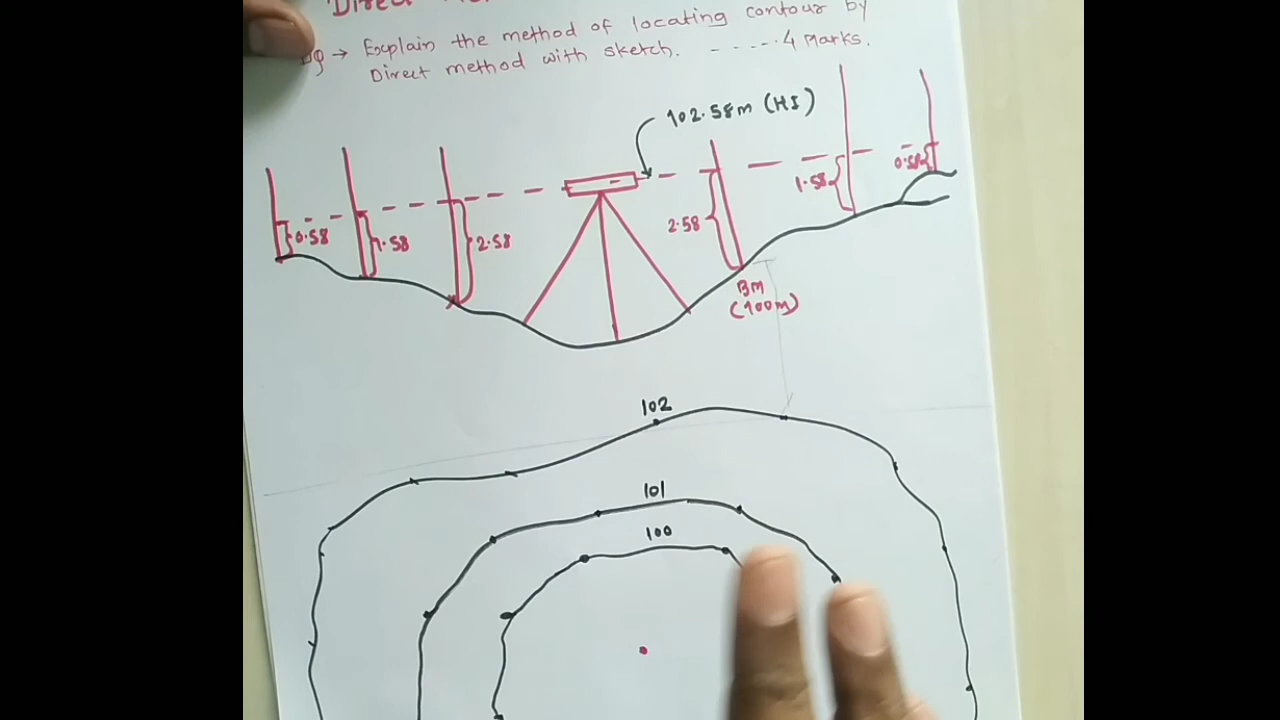 Direct
→ Explain the method of locating contour by
Direct method with sketch. ----- 4 Marks.
102.58m (HI)
0.58
1.58
2.58
2.58
1.58
0.58
BM
(100m)
102
101
100